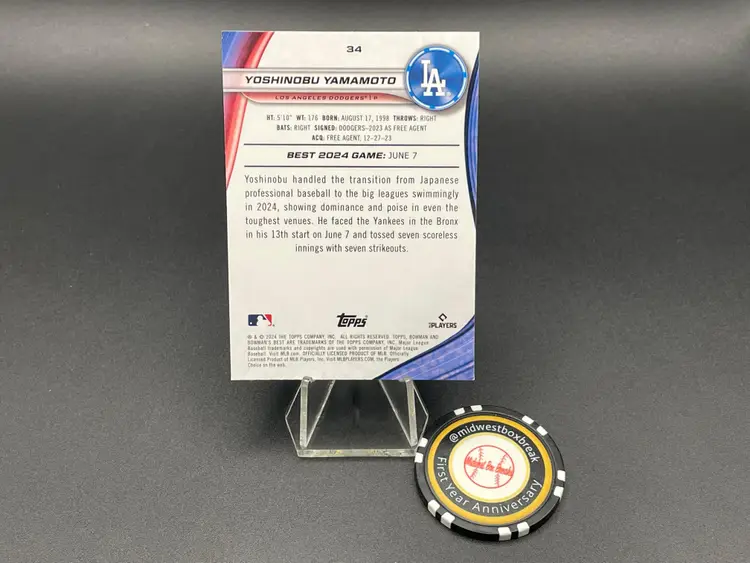 34
YOSHINOBU YAMAMOTO
LA
LOS ANGELES DODGERS® | P
HT: 5'10" WT: 176 BORN: AUGUST 17, 1998 THROWS: RIGHT
BATS: RIGHT SIGNED: DODGERS–2023 AS FREE AGENT
ACQ: FREE AGENT, 12-27-23
BEST 2024 GAME: JUNE 7
Yoshinobu handled the transition from Japanese
professional baseball to the big leagues swimmingly
in 2024, showing dominance and poise in even the
toughest venues. He faced the Yankees in the Bronx
in his 13th start on June 7 and tossed seven scoreless
innings with seven strikeouts.
Topps
PLAYERS
® & © 2024 THE TOPPS COMPANY, INC. ALL RIGHTS RESERVED. TOPPS, BOWMAN AND
BOWMAN'S BEST ARE TRADEMARKS OF THE TOPPS COMPANY, INC. Major League
Baseball trademarks and copyrights are used with permission of Major League
Baseball. Visit MLB.com. OFFICIALLY LICENSED PRODUCT OF MLB. Officially
Licensed Product of MLB Players, Inc. Visit MLBPLAYERS.COM, the Players
Choice on the web.
@midwestboxbreak
Midwest Box Breaks
First Year Anniversary